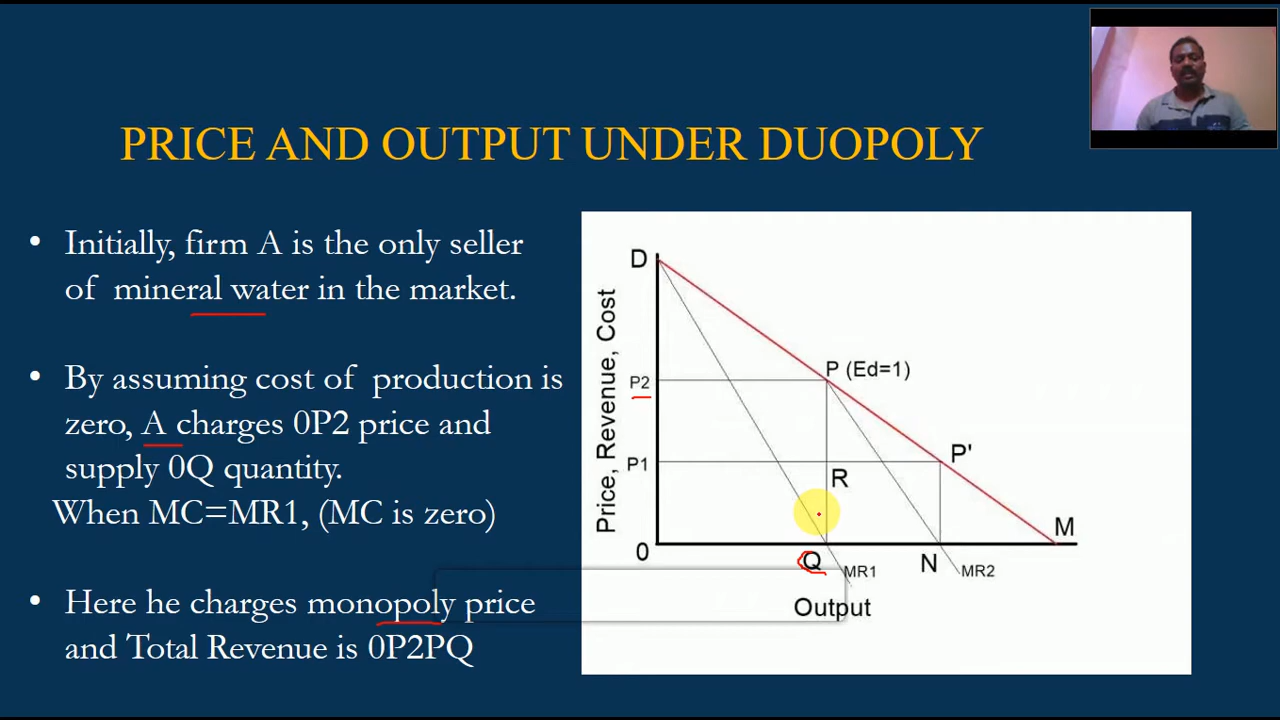 PRICE AND OUTPUT UNDER DUOPOLY
• Initially, firm A is the only seller
of mineral water in the market.
• By assuming cost of production is
zero, A charges 0P2 price and
supply 0Q quantity.
When MC=MR1, (MC is zero)
• Here he charges monopoly price
and Total Revenue is 0P2PQ
Price, Revenue, Cost
D
P2
P (Ed=1)
P1
R
P'
M
0
Q
MR1
N
MR2
Output